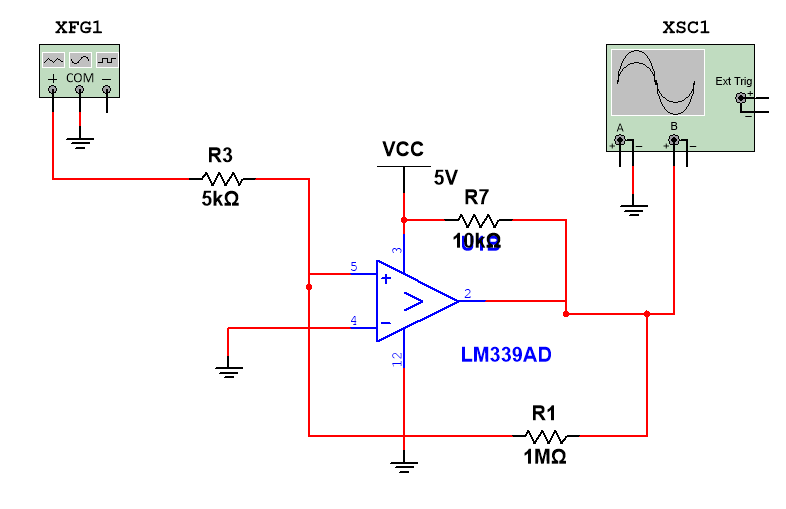 XFG1
XSC1
+ COM −
Ext Trig
+
−
A
B
+ − + −
VCC
5V
R3
5kΩ
R7
10kΩ
U1B
3
5
+
2
4
−
12
LM339AD
R1
1MΩ